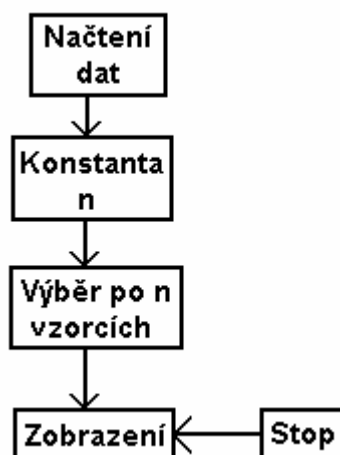 Načtení
dat
Konstanta
n
Výběr po n
vzorcích
Zobrazení
Stop